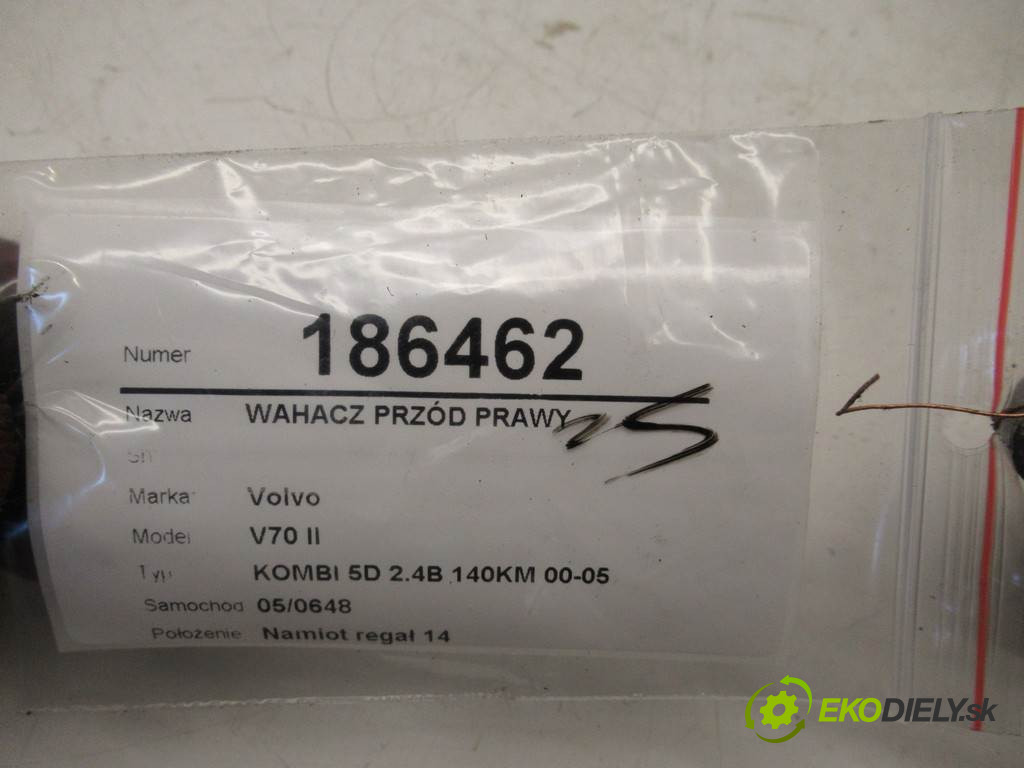 Numer 186462
Nazwa WAHACZ PRZÓD PRAWY
Marka Volvo
Model V70 II
Typ KOMBI 5D 2.4B 140KM 00-05
Samochod 05/0648
Położenie Namiot regał 14
EKODIELY.sk